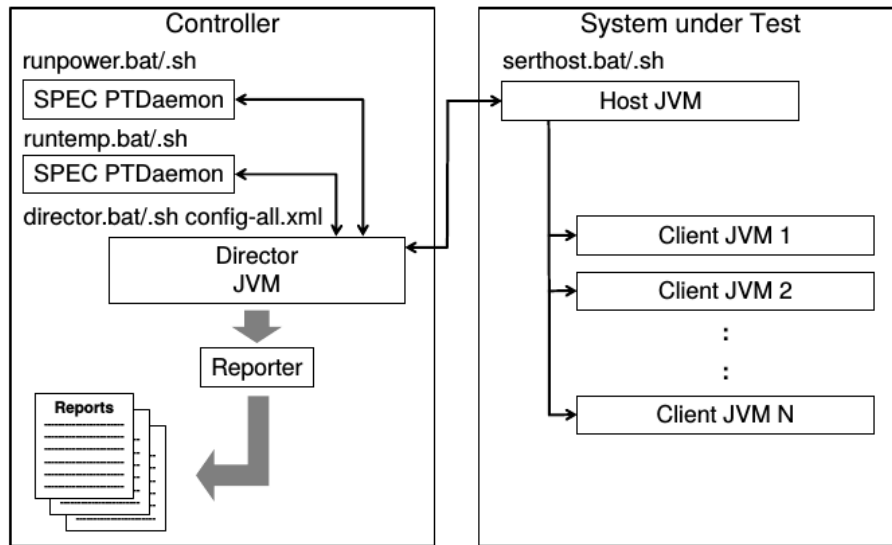 Controller
runpower.bat/.sh
SPEC PTDaemon
runtemp.bat/.sh
SPEC PTDaemon
director.bat/.sh config-all.xml
Director
JVM
Reporter
Reports
System under Test
serthost.bat/.sh
Host JVM
Client JVM 1
Client JVM 2
:
:
Client JVM N